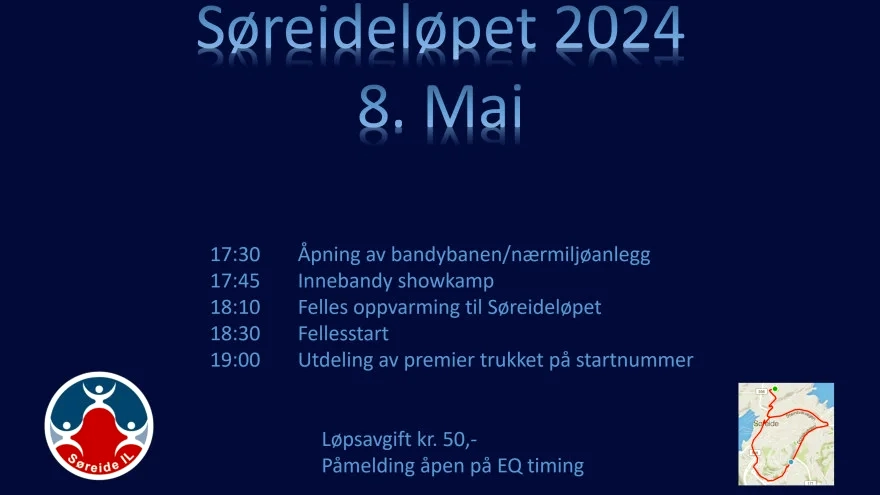 Søreideløpet 2024
8. Mai
17:30 Åpning av bandybanen/nærmiljøanlegg
17:45 Innebandy showkamp
18:10 Felles oppvarming til Søreideløpet
18:30 Fellesstart
19:00 Utdeling av premier trukket på startnummer
Løpsavgift kr. 50,-
Påmelding åpen på EQ timing
Søreide IL
Søreide